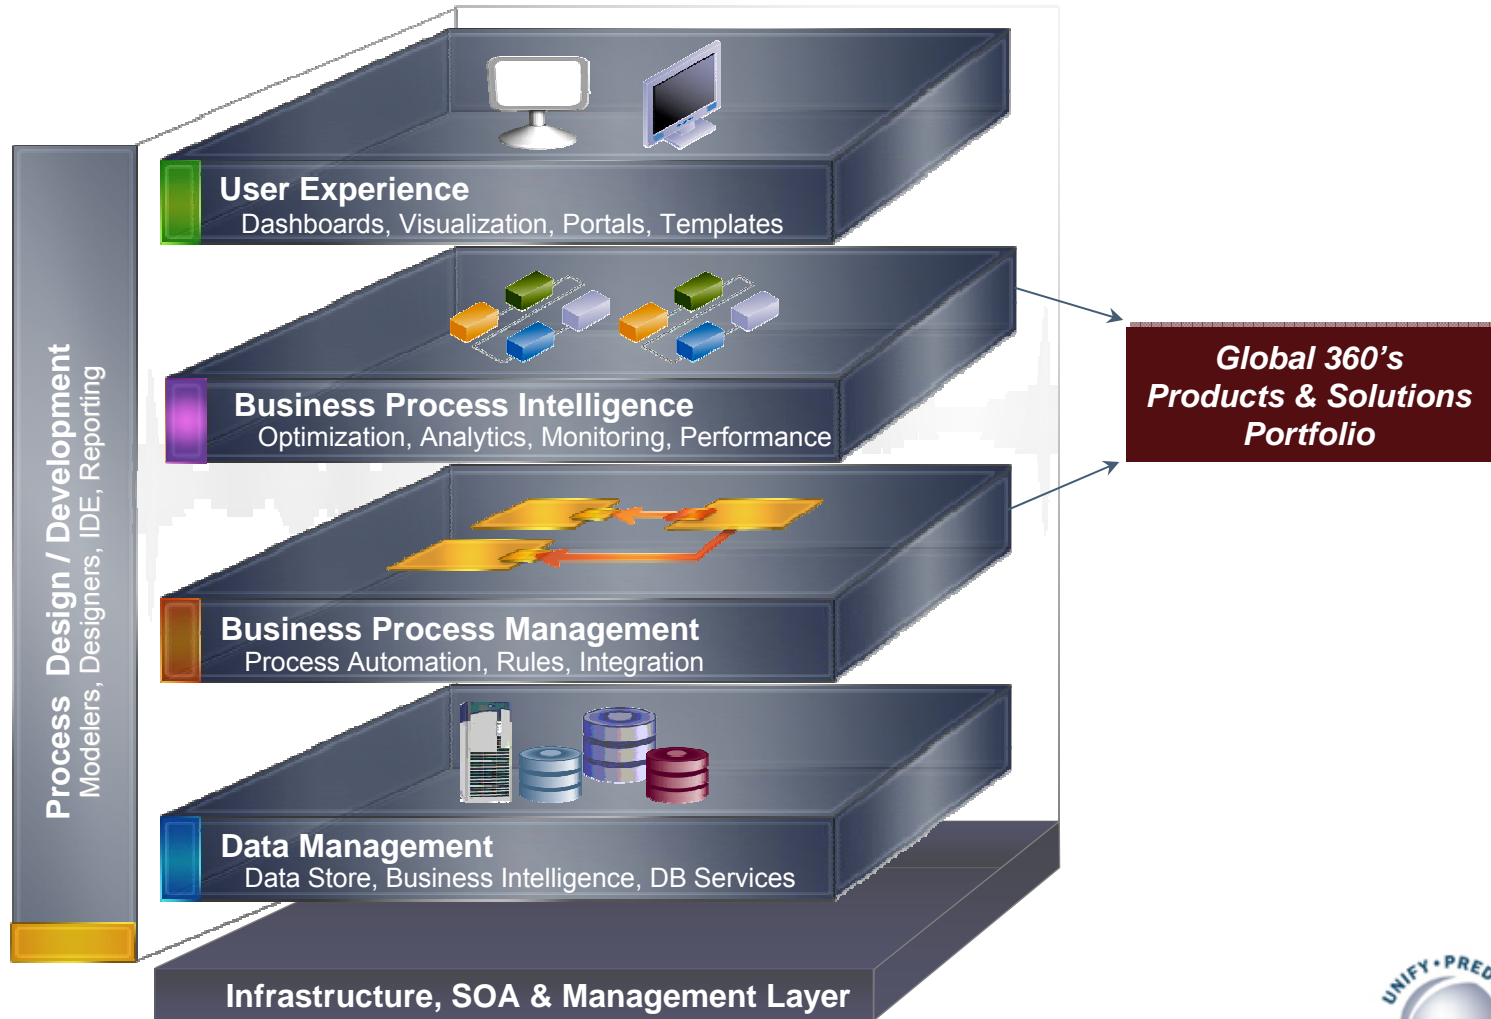 User Experience
Dashboards, Visualization, Portals, Templates
Business Process Intelligence
Optimization, Analytics, Monitoring, Performance
Global 360’s
Products & Solutions
Portfolio
Process Design / Development
Modelers, Designers, IDE, Reporting
Business Process Management
Process Automation, Rules, Integration
Data Management
Data Store, Business Intelligence, DB Services
Infrastructure, SOA & Management Layer
UNIFY •